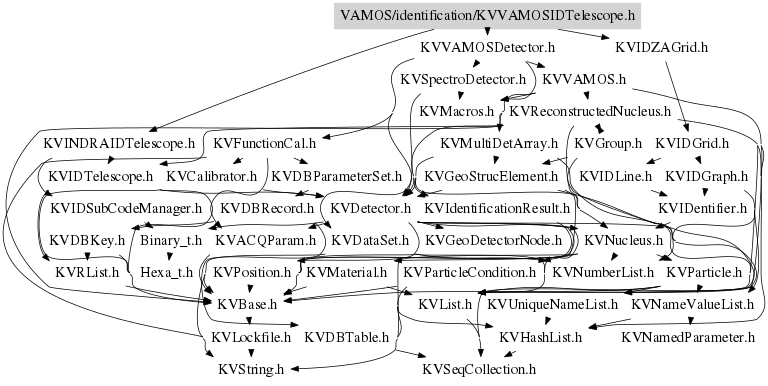 VAMOS/identification/KVVAMOSIDTelescope.h
KVVAMOSDetector.h KVIDZAGrid.h
KVSpectroDetector.h KVVAMOS.h
KVMacros.h KVReconstructedNucleus.h
KVINDRAIDTelescope.h KVFunctionCal.h KVMultiDetArray.h KVGroup.h KVIDGrid.h
KVIDTelescope.h KVCalibrator.h KVDBParameterSet.h KVGeoStrucElement.h KVIDLine.h KVIDGraph.h
KVIDSubCodeManager.h KVDBRecord.h KVDetector.h KVIdentificationResult.h KVIDentifier.h
KVDBKey.h Binary_t.h KVACQParam.h KVDataSet.h KVGeoDetectorNode.h KVNucleus.h
KVRList.h Hexa_t.h KVPosition.h KVMaterial.h KVParticleCondition.h KVNumberList.h KVParticle.h
KVBase.h KVList.h KVUniqueNameList.h KVNameValueList.h
KVLockfile.h KVDBTable.h KVHashList.h KVNamedParameter.h
KVString.h KVSeqCollection.h